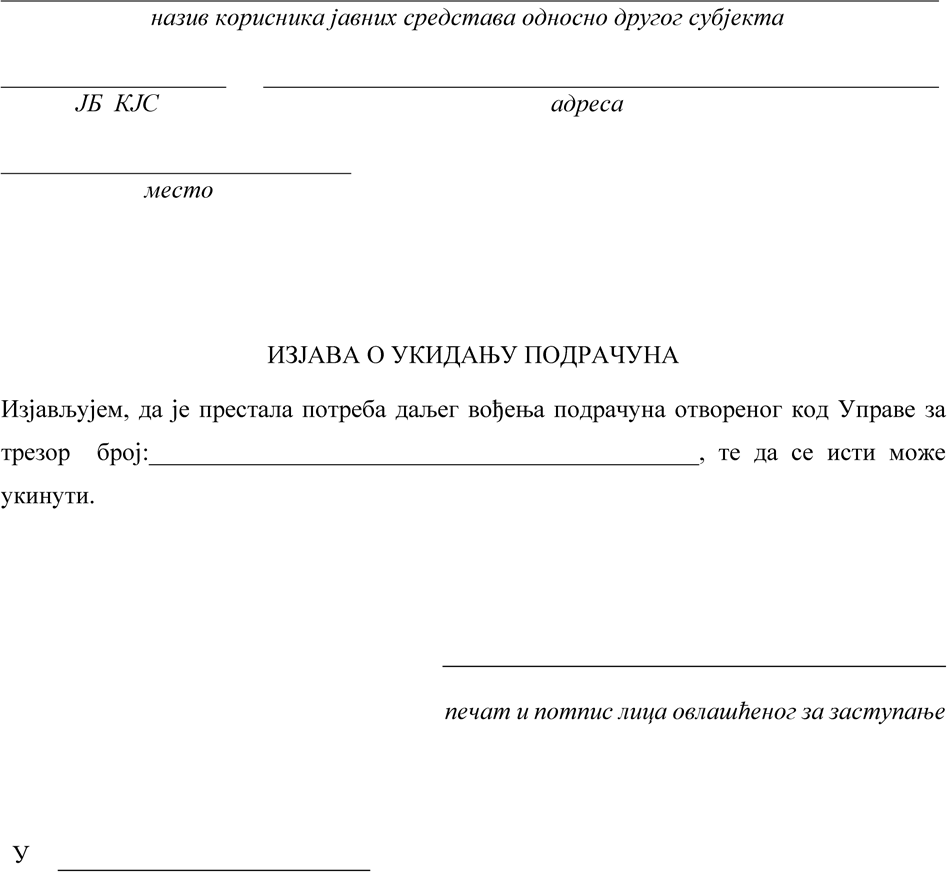 назив корисника јавних средстава односно другог субјекта
ЈБ КЈС адреса
место
ИЗЈАВА О УКИДАЊУ ПОДРАЧУНА
Изјављујем, да је престала потреба даљег вођења подрачуна отвореног код Управе за
трезор број:____________________________________________, те да се исти може
укинути.
печат и потпис лица овлашћеног за заступање
У _________________________